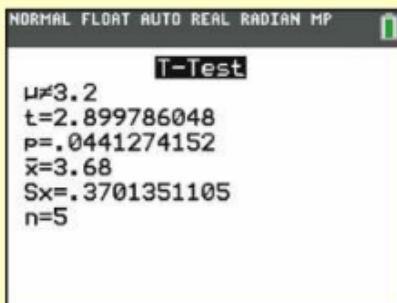 NORMAL FLOAT AUTO REAL RADIAN MP
T-Test
μ≠3.2
t=2.899786048
p=.0441274152
x̄=3.68
Sx=.3701351105
n=5